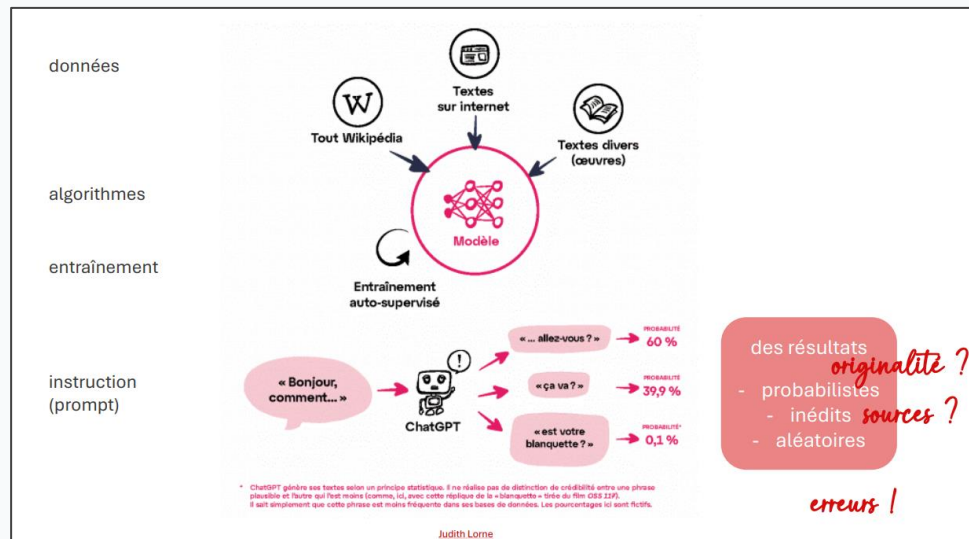 données
Textes
sur internet
Tout Wikipédia
Textes divers
(œuvres)
algorithmes
Modèle
entraînement
Entraînement
auto-supervisé
instruction
(prompt)
« Bonjour,
comment... »
ChatGPT
« ... allez-vous ? »
PROBABILITÉ
60 %
« ça va ? »
PROBABILITÉ
39,9 %
« est votre
blanquette ? »
PROBABILITÉ*
0,1 %
des résultats
originalité ?
- probabilistes
- inédits
sources ?
- aléatoires
erreurs !
* ChatGPT génère ses textes selon un principe statistique. Il ne réalise pas de distinction de crédibilité entre une phrase
plausible et l'autre qui l'est moins (comme, ici, avec cette réplique de la « blanquette » tirée du film OSS 117).
Il sait simplement que cette phrase est moins fréquente dans ses bases de données. Les pourcentages ici sont fictifs.
Judith Lorne